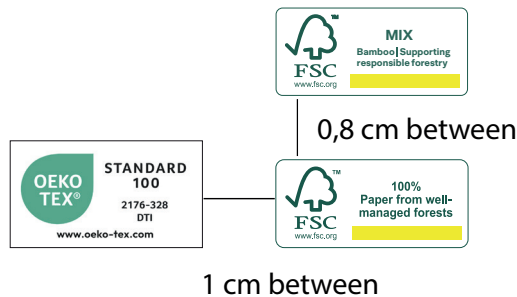 MIX
Bamboo|Supporting
responsible forestry
FSC
www.fsc.org
0,8 cm between
OEKO
TEX®
STANDARD
100
2176-328
DTI
www.oeko-tex.com
™
100%
Paper from well-
managed forests
FSC
www.fsc.org
1 cm between